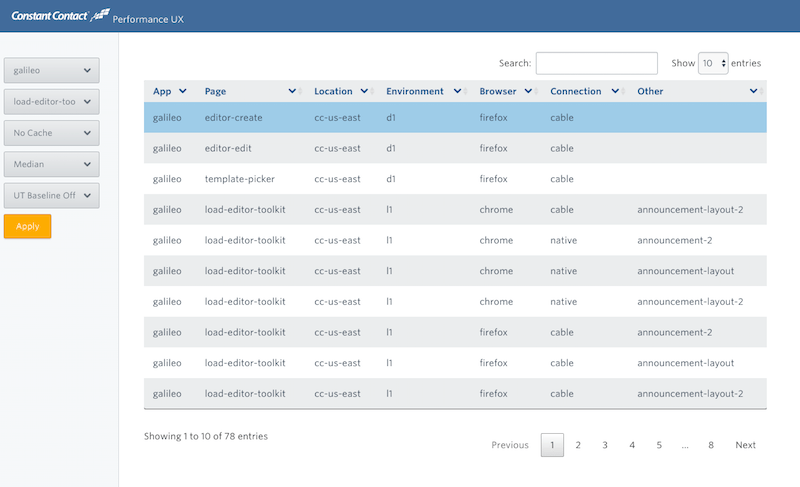 Constant Contact Performance UX
galileo
load-editor-too
No Cache
Median
UT Baseline Off
Apply
Search: Show 10 entries
App Page Location Environment Browser Connection Other
galileo editor-create cc-us-east d1 firefox cable
galileo editor-edit cc-us-east d1 firefox cable
galileo template-picker cc-us-east d1 firefox cable
galileo load-editor-toolkit cc-us-east l1 chrome cable announcement-layout-2
galileo load-editor-toolkit cc-us-east l1 chrome native announcement-2
galileo load-editor-toolkit cc-us-east l1 chrome native announcement-layout
galileo load-editor-toolkit cc-us-east l1 chrome native announcement-layout-2
galileo load-editor-toolkit cc-us-east l1 firefox cable announcement-2
galileo load-editor-toolkit cc-us-east l1 firefox cable announcement-layout
galileo load-editor-toolkit cc-us-east l1 firefox cable announcement-layout-2
Showing 1 to 10 of 78 entries
Previous 1 2 3 4 5 ... 8 Next